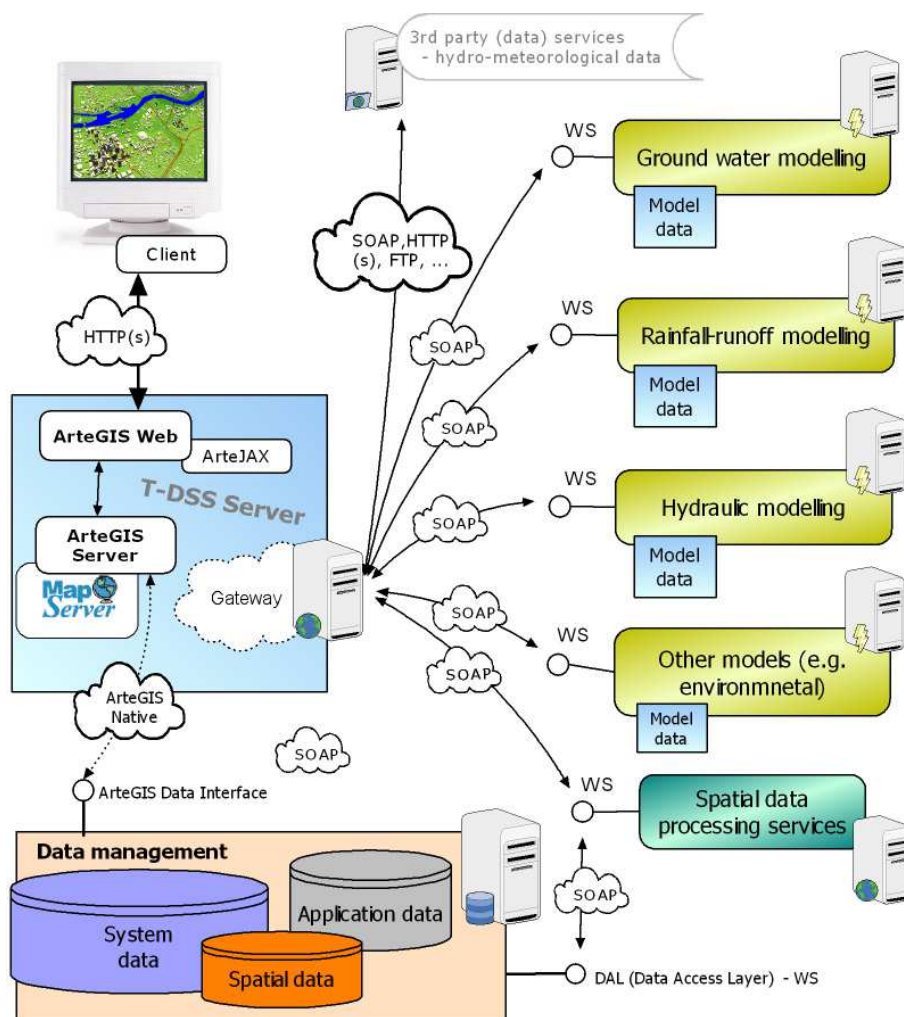 3rd party (data) services
- hydro-meteorological data
WS
Ground water modelling
Model
data
Client
SOAP,HTTP
(s), FTP, ...
HTTP(s)
SOAP
WS
Rainfall-runoff modelling
Model
data
ArteGIS Web
ArteJAX
T-DSS Server
SOAP
ArteGIS
Server
Map
Server
Gateway
SOAP
WS
Hydraulic modelling
Model
data
SOAP
WS
Other models (e.g.
environmnetal)
Model
data
SOAP
ArteGIS
Native
SOAP
ArteGIS Data Interface
WS
Spatial data
processing services
Data management
System
data
Application data
Spatial data
SOAP
DAL (Data Access Layer) - WS